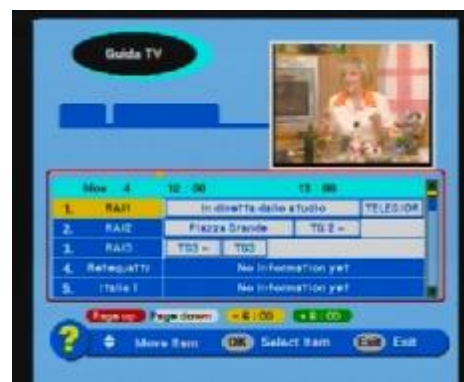 Guida TV
Nov 4 12:00 13:00
1. RAI1 In diretta dallo studio TELEGIOR
2. RAI2 Piazza Grande TG 2 -
3. RAI3 TG3 - TG3
4. Retequattr No Information yet
5. Italia 1 No Information yet
Page up Page down - 6:00 + 6:00
? Move Item OK Select Item Exit Exit